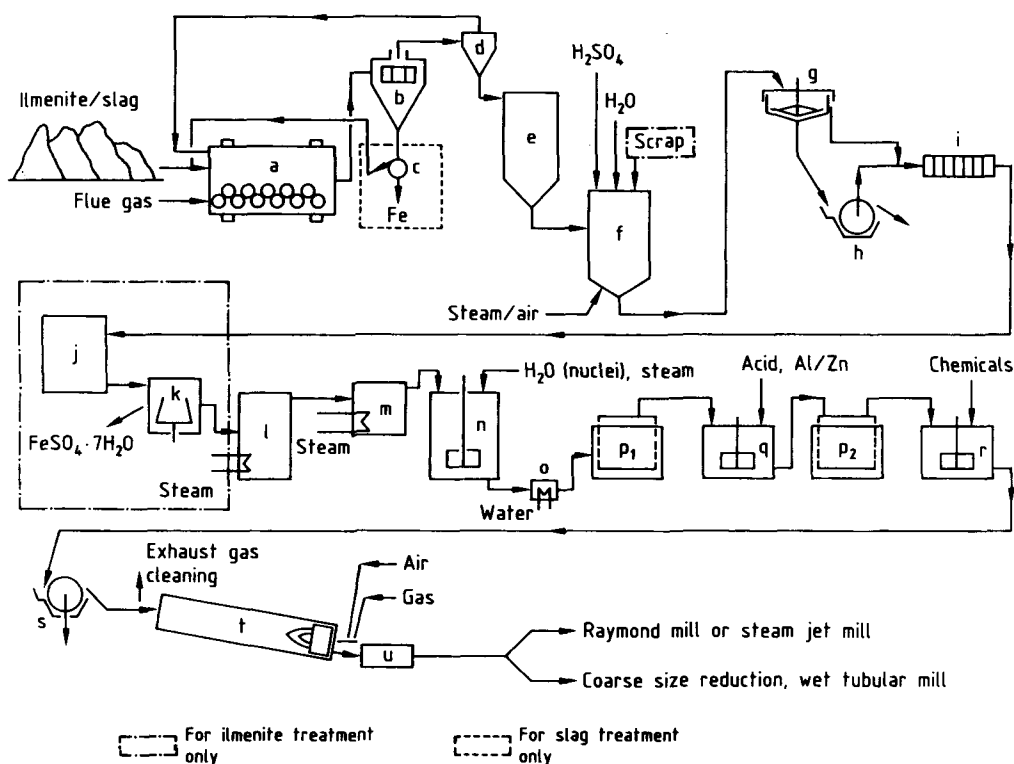 Ilmenite/slag
Flue gas
a
b
c
Fe
d
e
H₂SO₄
H₂O
Scrap
f
Steam/air
g
h
i
j
k
FeSO₄·7H₂O
Steam
l
Steam
m
H₂O (nuclei), steam
n
o
Water
p₁
Acid, Al/Zn
q
p₂
Chemicals
r
s
Exhaust gas
cleaning
t
Air
Gas
u
Raymond mill or steam jet mill
Coarse size reduction, wet tubular mill
For ilmenite treatment
only
For slag treatment
only